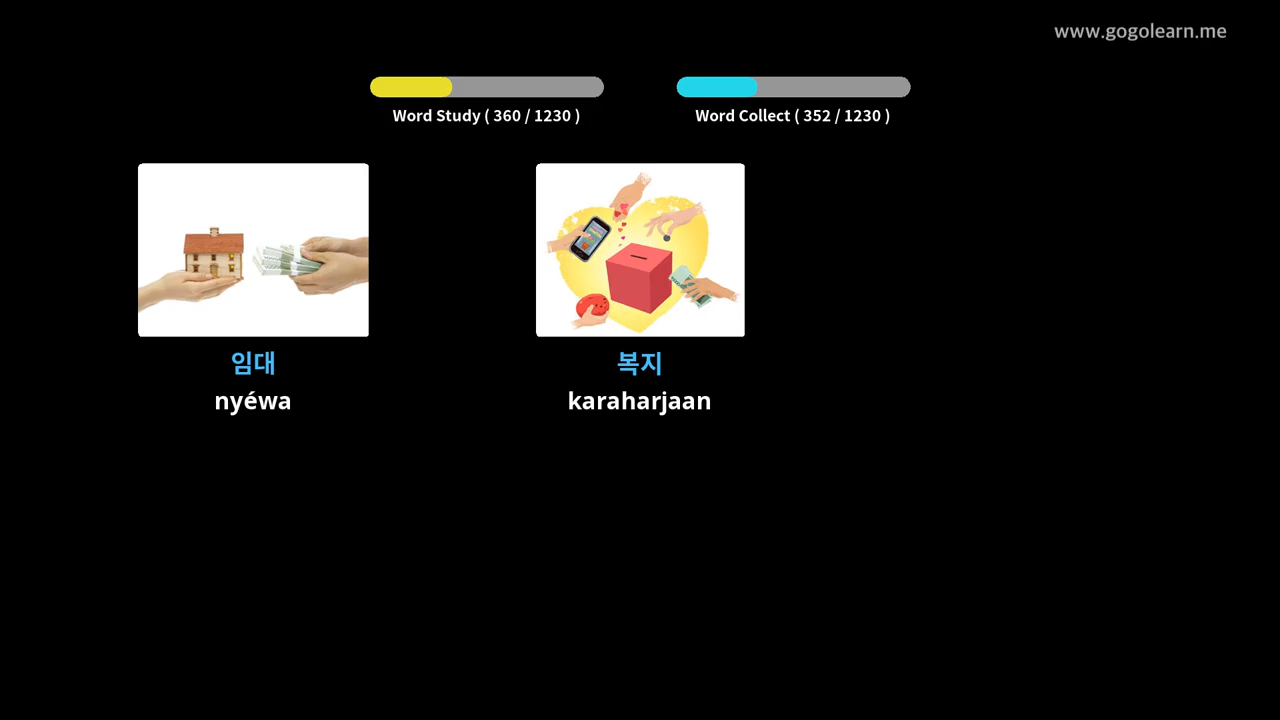 www.gogolearn.me
Word Study ( 360 / 1230 )
Word Collect ( 352 / 1230 )
임대
nyéwa
복지
karaharjaan